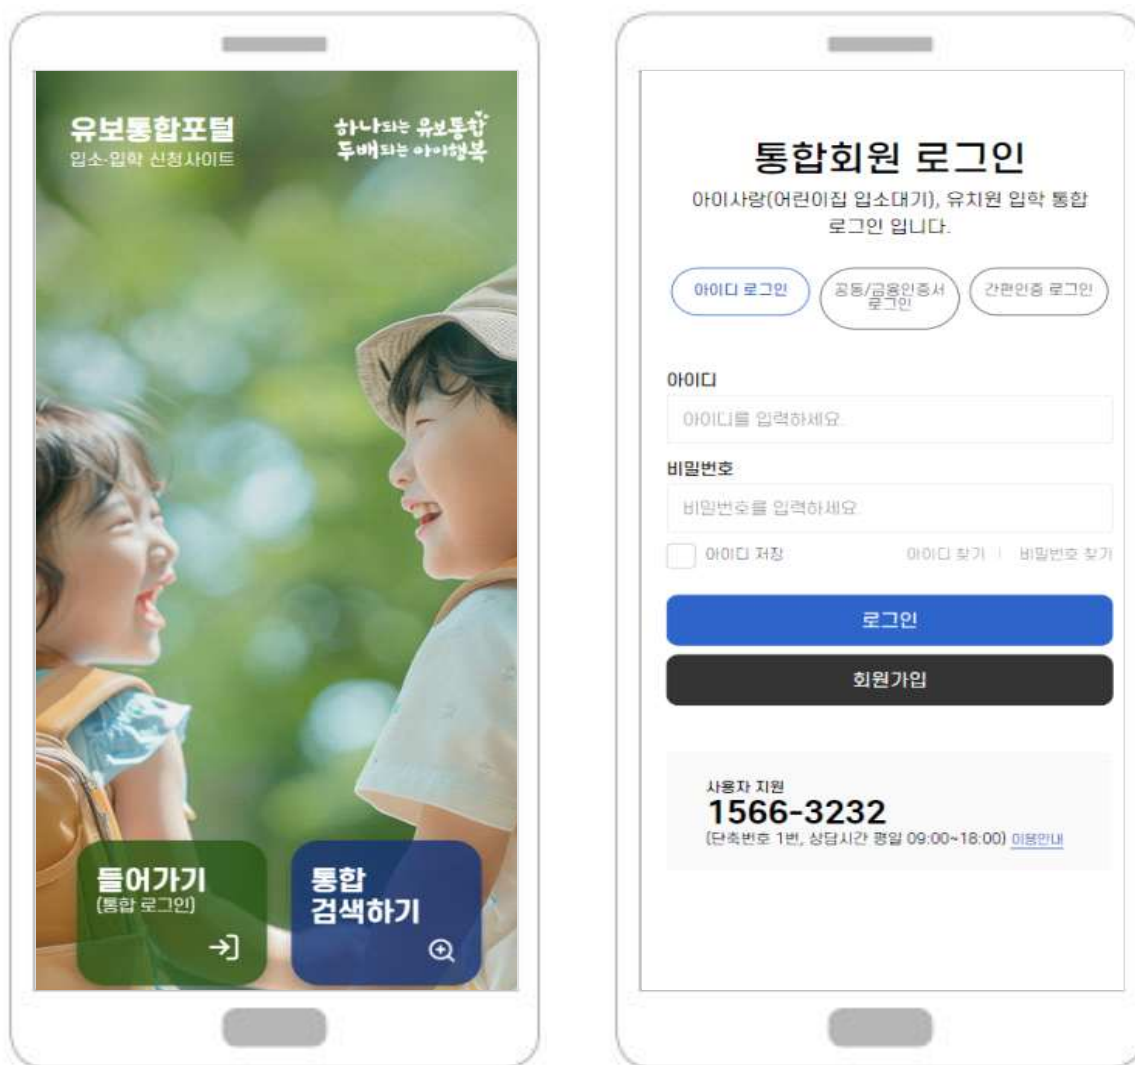 유보통합포털
입소·입학 신청사이트
하나되는 유보통합
두배되는 아이행복
들어가기
(통합 로그인)
통합
검색하기
통합회원 로그인
아이사랑(어린이집 입소대기), 유치원 입학 통합
로그인 입니다.
아이디 로그인
공동/금융인증서
로그인
간편인증 로그인
아이디
아이디를 입력하세요.
비밀번호
비밀번호를 입력하세요.
아이디 저장
아이디 찾기 | 비밀번호 찾기
로그인
회원가입
사용자 지원
1566-3232
(단축번호 1번, 상담시간 평일 09:00~18:00) 이용안내